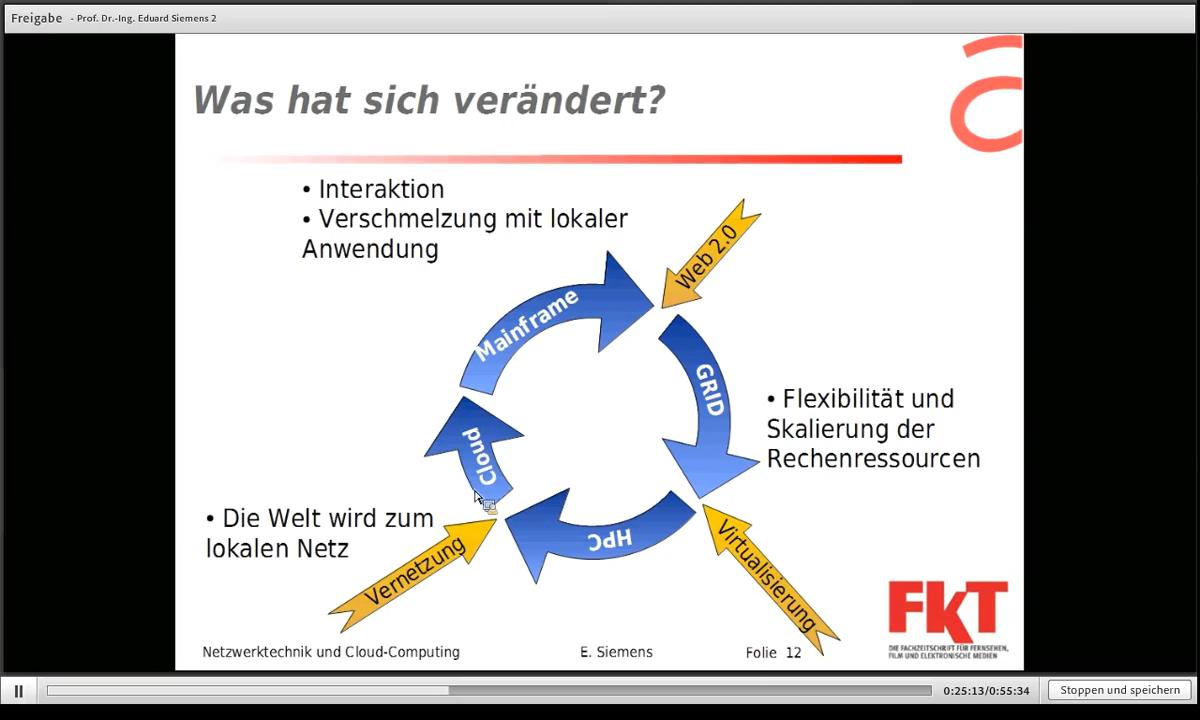 Freigabe - Prof. Dr.-Ing. Eduard Siemens 2
Was hat sich verändert?
• Interaktion
• Verschmelzung mit lokaler
Anwendung
Web 2.0
Mainframe
GRID
• Flexibilität und
Skalierung der
Rechenressourcen
Cloud
HPC
• Die Welt wird zum
lokalen Netz
Vernetzung
Virtualisierung
FKT
DIE FACHZEITSCHRIFT FÜR FERNSEHEN,
FILM UND ELEKTRONISCHE MEDIEN
Netzwerktechnik und Cloud-Computing E. Siemens Folie 12
0:25:13/0:55:34 Stoppen und speichern